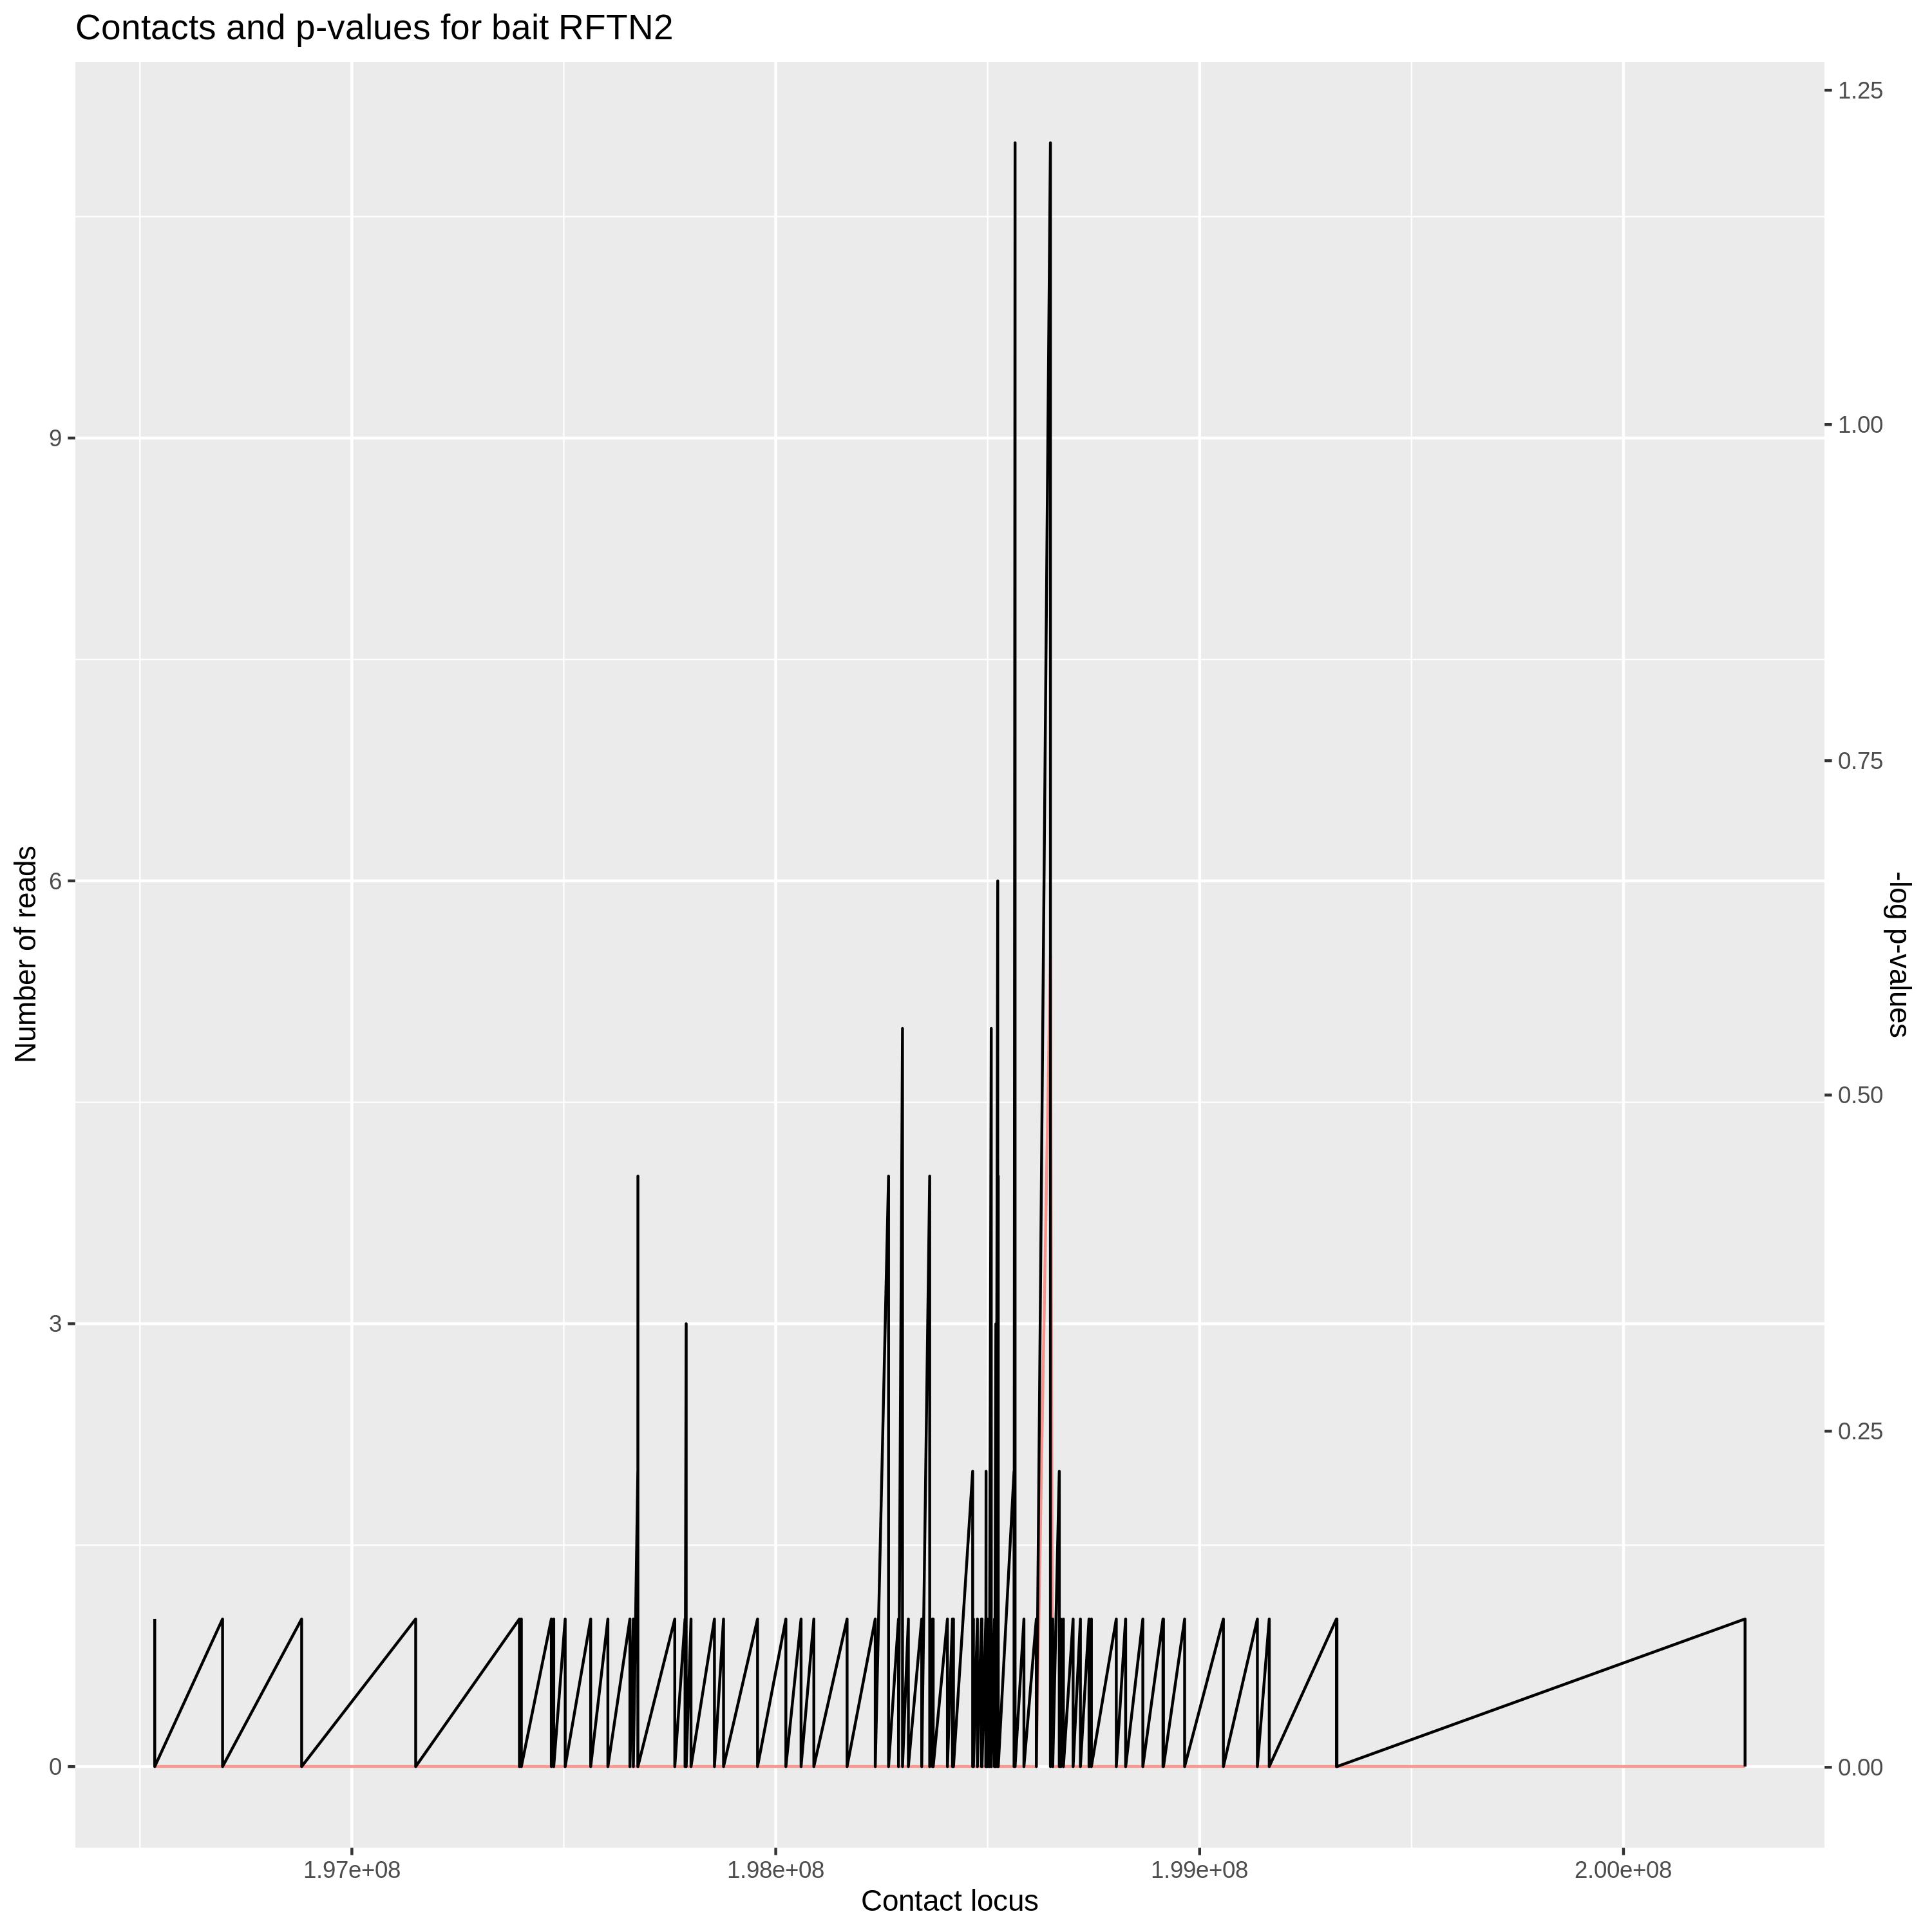 Contacts and p-values for bait RFTN2
Number of reads
9
6
3
0
1.25
1.00
0.75
0.50
0.25
0.00
-log p-values
1.97e+08
1.98e+08
1.99e+08
2.00e+08
Contact locus